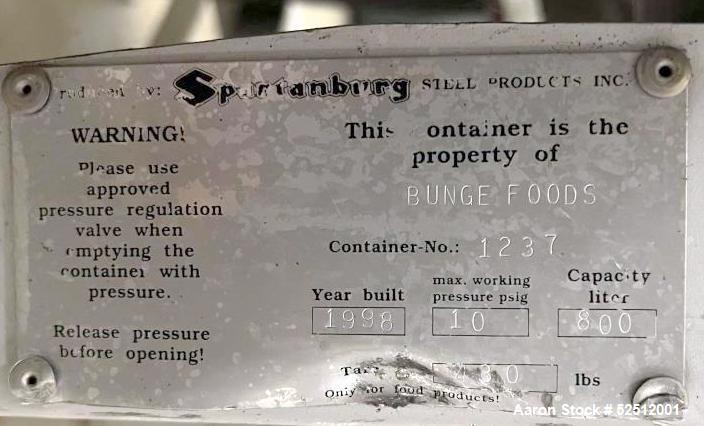 Produced by: Spartanburg STEEL PRODUCTS INC.
WARNING!
Please use
approved
pressure regulation
valve when
emptying the
container with
pressure.
Release pressure
before opening!
This container is the
property of
BUNGE FOODS
Container-No.: 1237
Year built
1998
max. working
pressure psig
10
Capacity
liter
800
lbs
Only for food products!
Aaron Stock # 52512001